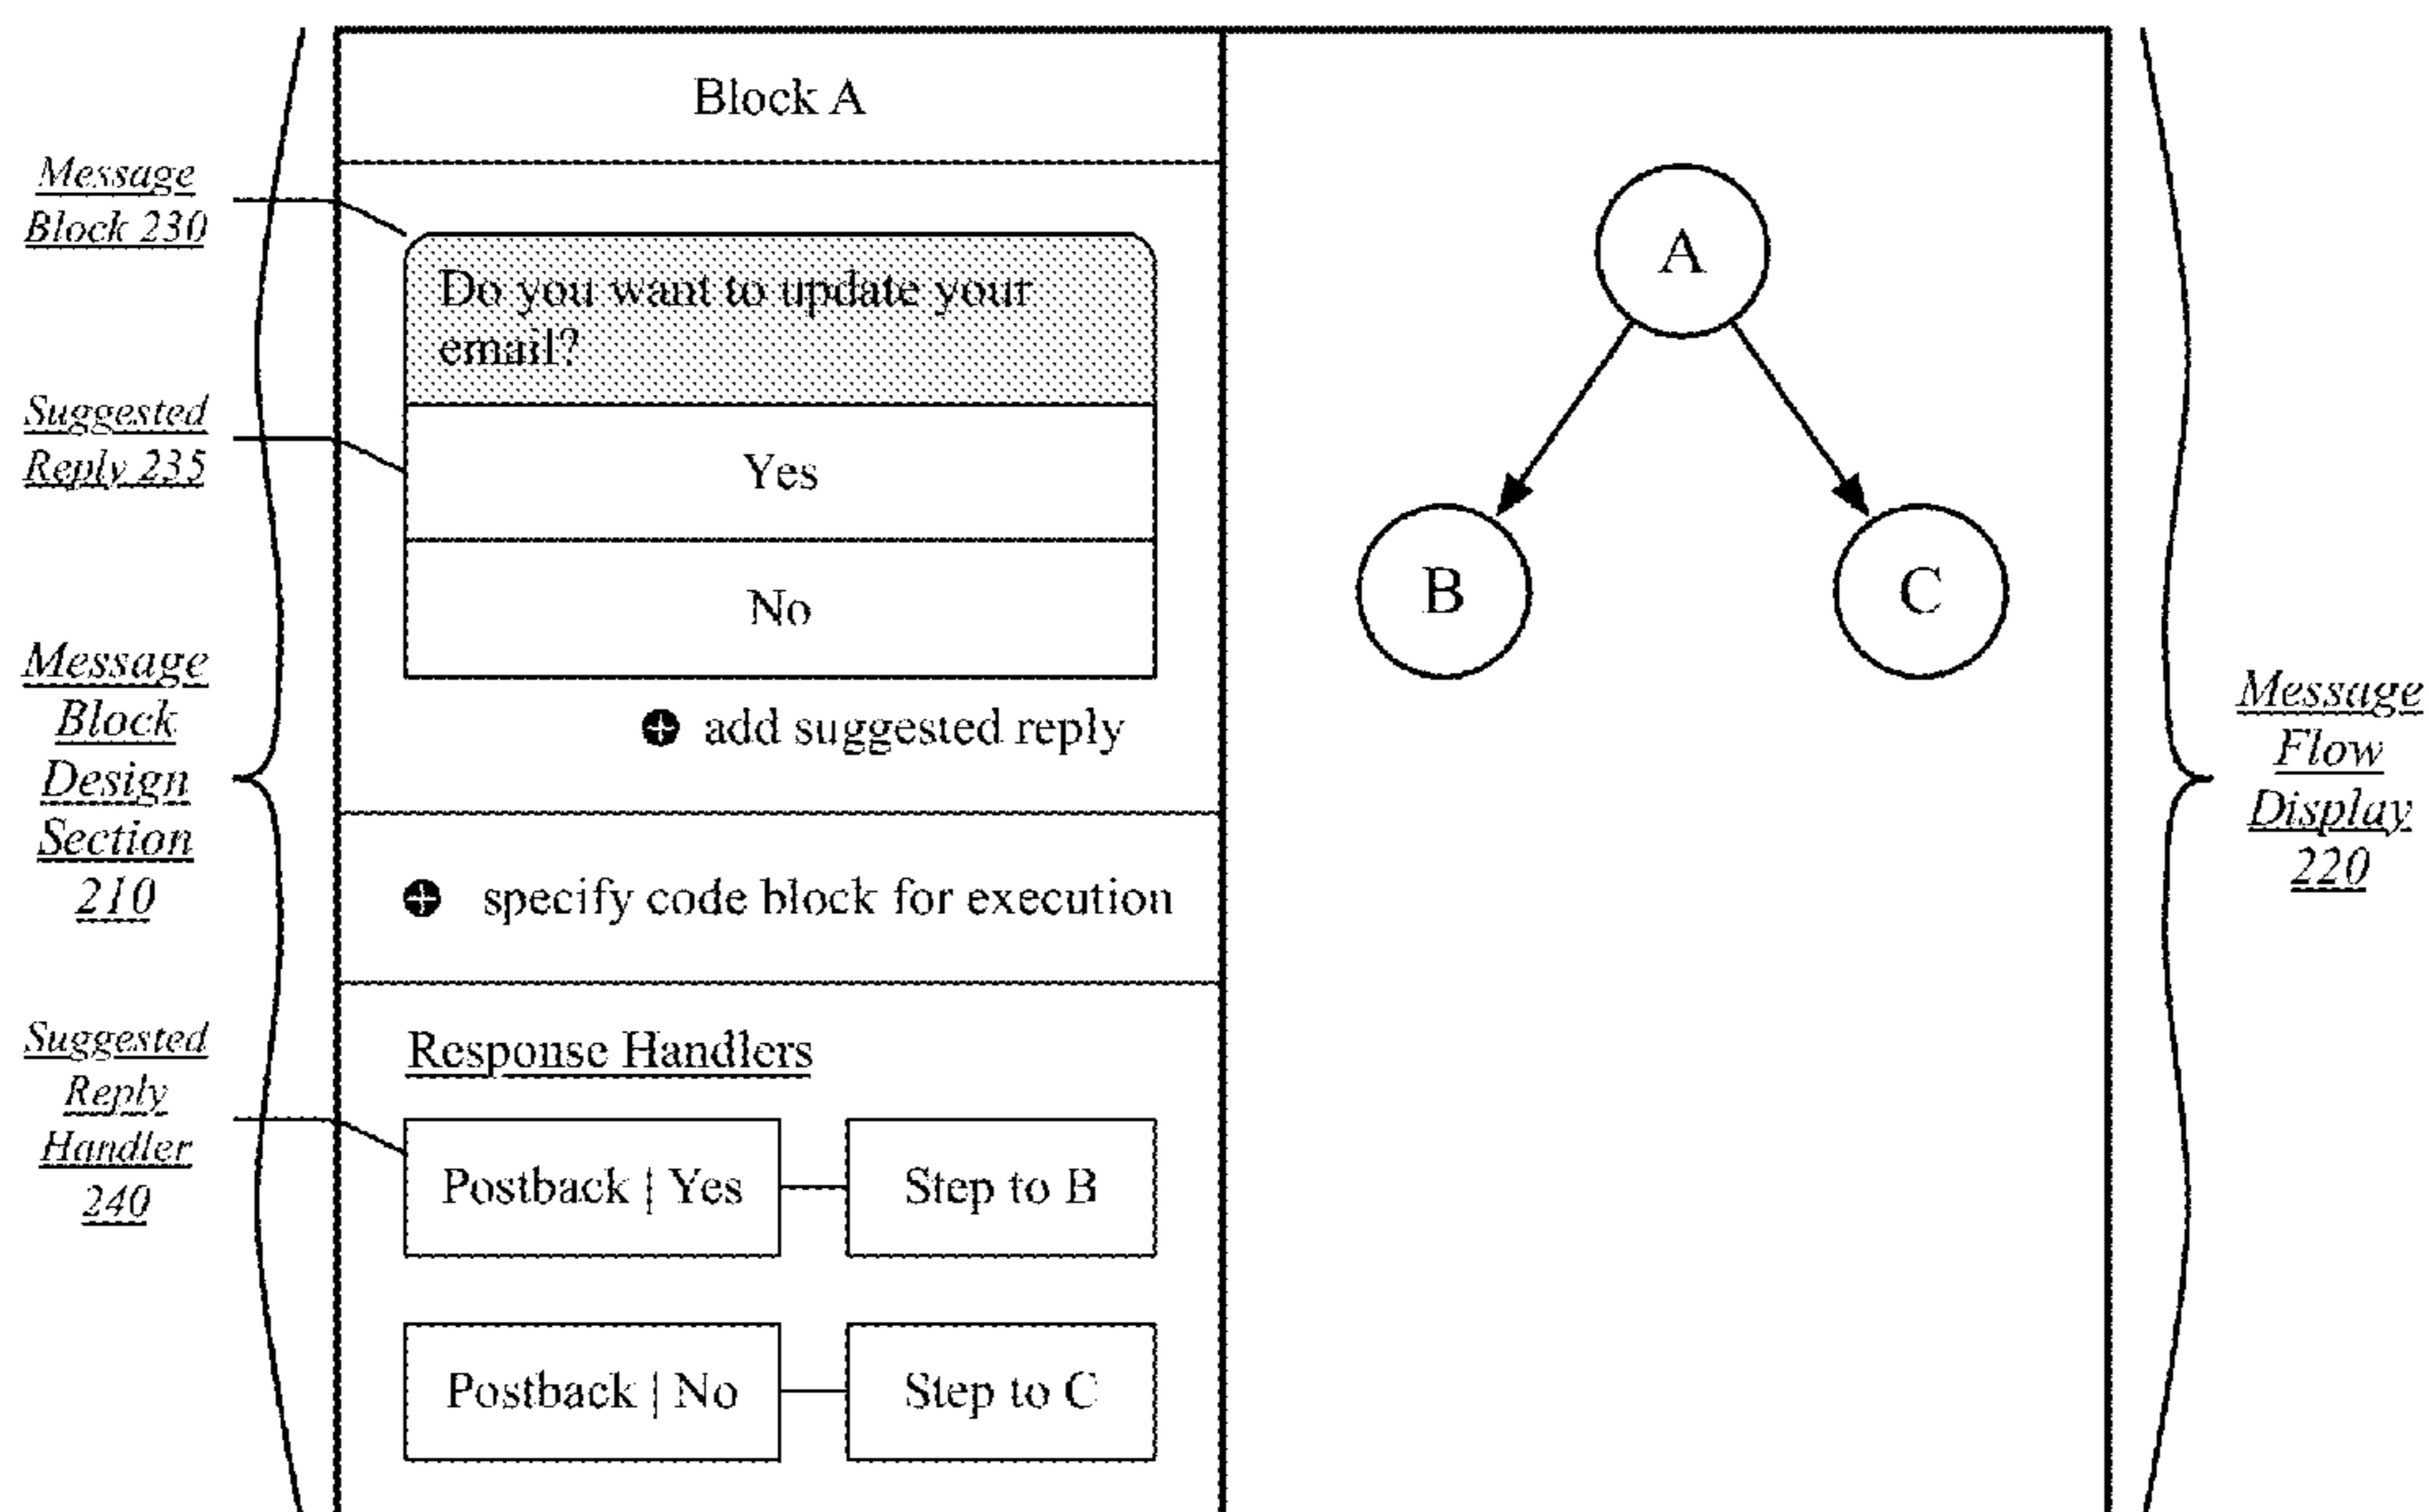 Block A
Message
Block 230
Do you want to update your
email?
Suggested
Reply 235
Yes
No
add suggested reply
Message
Block
Design
Section
210
specify code block for execution
Response Handlers
Suggested
Reply
Handler
240
Postback | Yes
Step to B
Postback | No
Step to C
A
B
C
Message
Flow
Display
220